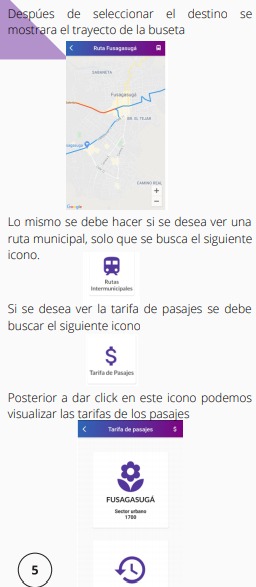 Despúes de seleccionar el destino se
mostrara el trayecto de la buseta
Ruta Fusagasugá
Fusagasugá
BR. EL TEJAR
CAMINO REAL
Google
Lo mismo se debe hacer si se desea ver una
ruta municipal, solo que se busca el siguiente
icono.
Rutas
Intermunicipales
Si se desea ver la tarifa de pasajes se debe
buscar el siguiente icono
Tarifa de Pasajes
Posterior a dar click en este icono podemos
visualizar las tarifas de los pasajes
Tarifa de pasajes
$
FUSAGASUGÁ
Sector urbano
1700
5